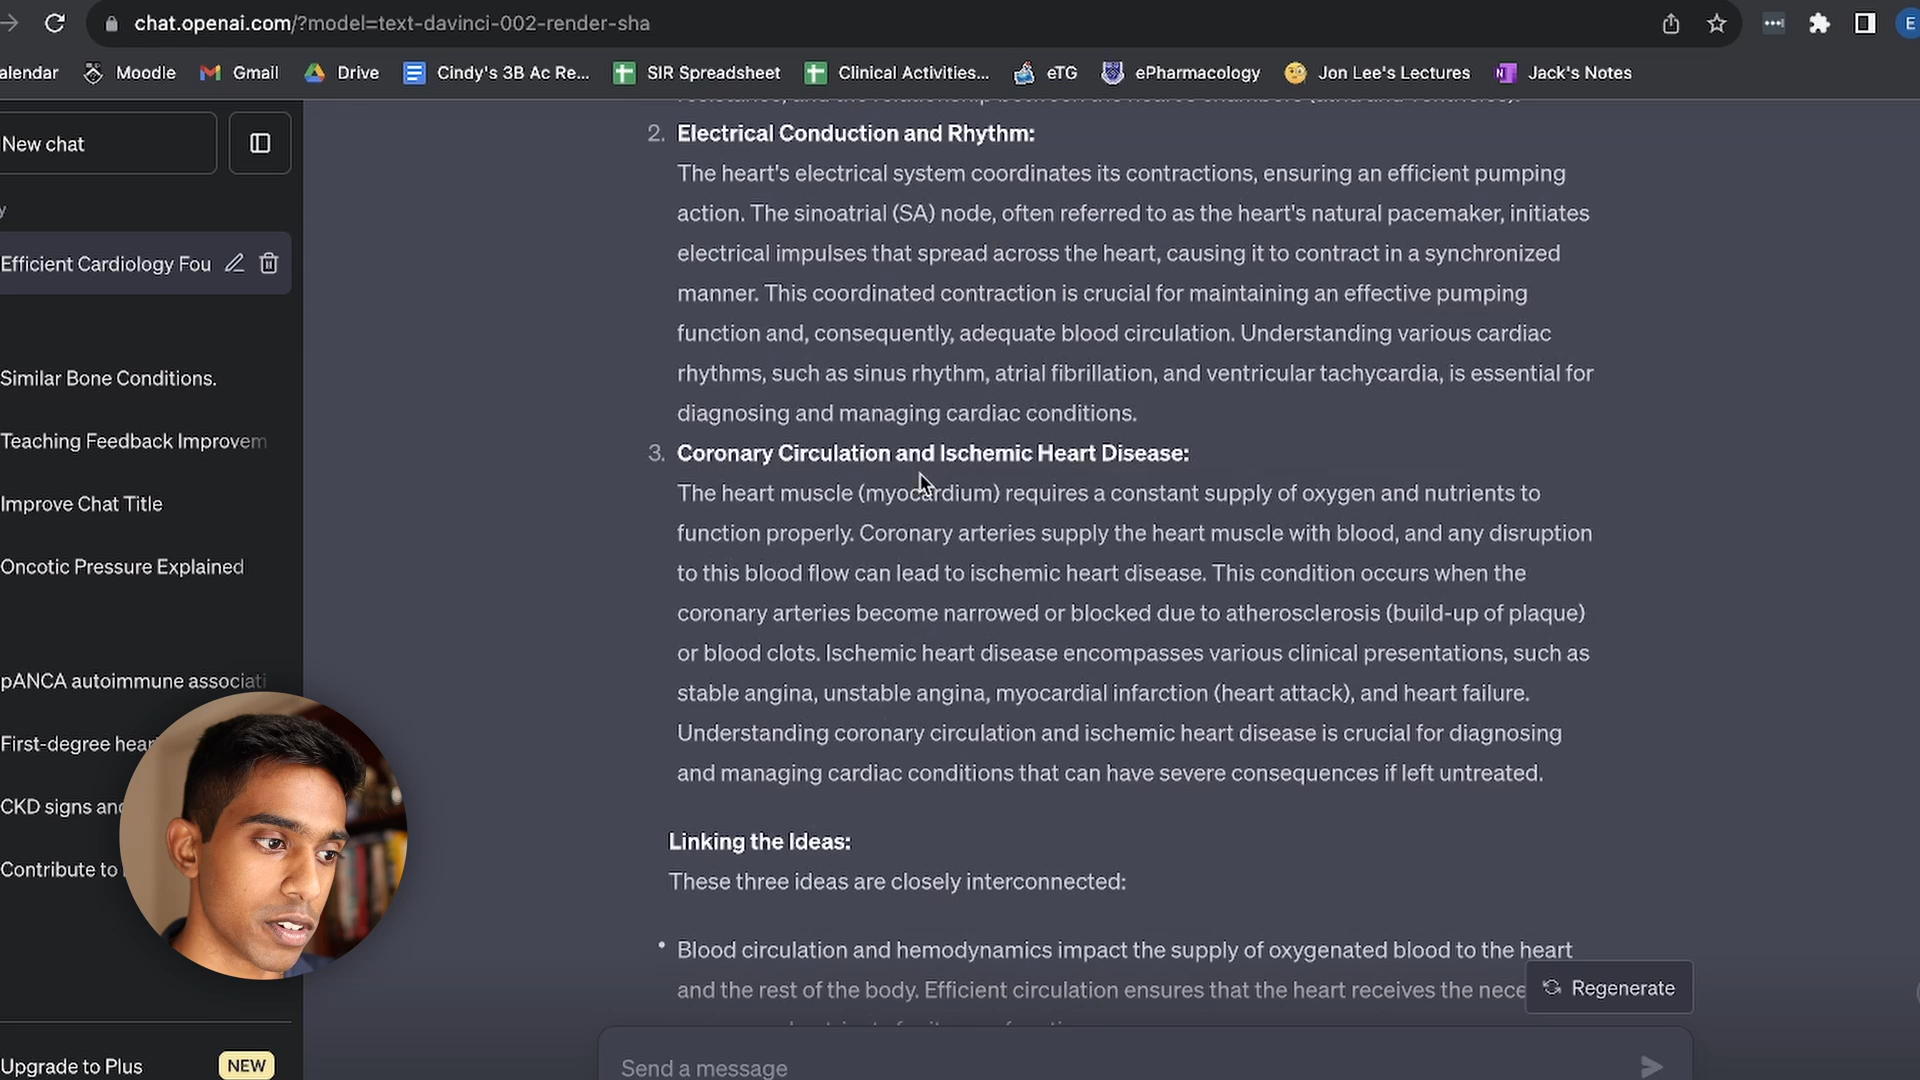 chat.openai.com/?model=text-davinci-002-render-sha
E
alendar Moodle Gmail Drive Cindy's 3B Ac Re... SIR Spreadsheet Clinical Activities... eTG ePharmacology Jon Lee's Lectures Jack's Notes
New chat
y
Efficient Cardiology Fou
Similar Bone Conditions.
Teaching Feedback Improvem
Improve Chat Title
Oncotic Pressure Explained
pANCA autoimmune associati
First-degree hear
CKD signs and
Contribute to
Upgrade to Plus NEW
2. Electrical Conduction and Rhythm:
The heart's electrical system coordinates its contractions, ensuring an efficient pumping
action. The sinoatrial (SA) node, often referred to as the heart's natural pacemaker, initiates
electrical impulses that spread across the heart, causing it to contract in a synchronized
manner. This coordinated contraction is crucial for maintaining an effective pumping
function and, consequently, adequate blood circulation. Understanding various cardiac
rhythms, such as sinus rhythm, atrial fibrillation, and ventricular tachycardia, is essential for
diagnosing and managing cardiac conditions.
3. Coronary Circulation and Ischemic Heart Disease:
The heart muscle (myocardium) requires a constant supply of oxygen and nutrients to
function properly. Coronary arteries supply the heart muscle with blood, and any disruption
to this blood flow can lead to ischemic heart disease. This condition occurs when the
coronary arteries become narrowed or blocked due to atherosclerosis (build-up of plaque)
or blood clots. Ischemic heart disease encompasses various clinical presentations, such as
stable angina, unstable angina, myocardial infarction (heart attack), and heart failure.
Understanding coronary circulation and ischemic heart disease is crucial for diagnosing
and managing cardiac conditions that can have severe consequences if left untreated.
Linking the Ideas:
These three ideas are closely interconnected:
• Blood circulation and hemodynamics impact the supply of oxygenated blood to the heart
and the rest of the body. Efficient circulation ensures that the heart receives the nece
Regenerate
Send a message